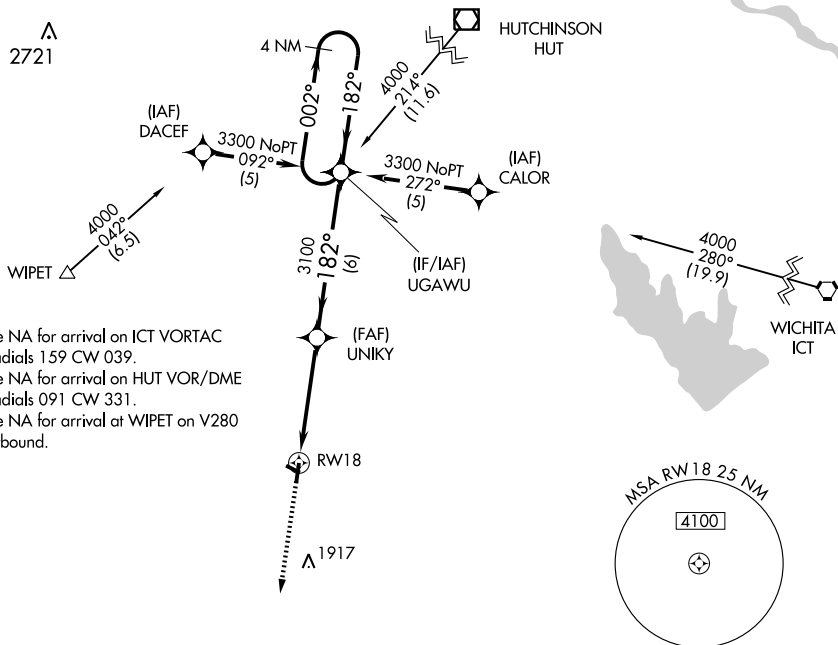 2721
4 NM
HUTCHINSON
HUT
4000
214°
(11.6)
002°
182°
(IAF)
DACEF
3300 NoPT
092°
(5)
3300 NoPT
272°
(5)
(IAF)
CALOR
4000
042°
(6.5)
WIPET
3100
182°
(6)
(IF/IAF)
UGAWU
4000
280°
(19.9)
WICHITA
ICT
(FAF)
UNIKY
NA for arrival on ICT VORTAC
159 CW 039.
NA for arrival on HUT VOR/DME
091 CW 331.
NA for arrival at WIPET on V280
RW18
1917
MSA RW18 25 NM
4100